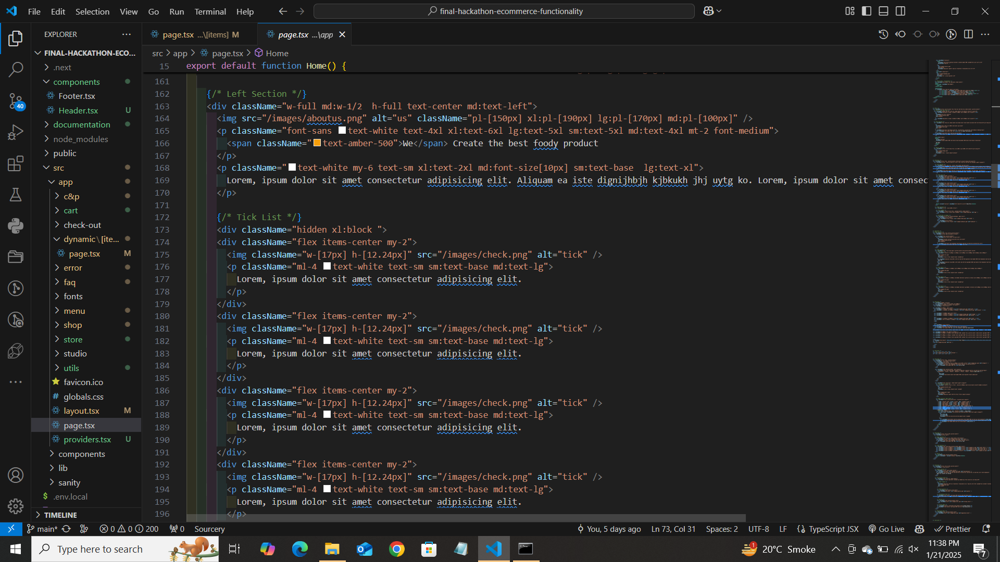 File Edit Selection View Go Run Terminal Help
final-hackathon-ecommerce-functionality
EXPLORER
FINAL-HACKATHON-ECO...
.next
components
Footer.tsx
Header.tsx U
documentation
node_modules
public
src
app
c&p
cart
check-out
dynamic\[ite...
page.tsx M
error
faq
fonts
menu
shop
store
studio
utils
favicon.ico
globals.css
layout.tsx M
page.tsx
providers.tsx U
components
lib
sanity
.env.local
TIMELINE
40
page.tsx ...\[items] M
page.tsx ...\app
src > app > page.tsx > Home
15 export default function Home() {
161
162 {/* Left Section */}
163 <div className="w-full md:w-1/2  h-full text-center md:text-left">
164 <img src="/images/aboutus.png" alt="us" className="pl-[150px] xl:pl-[190px] lg:pl-[170px] md:pl-[100px]" />
165 <p className="font-sans text-white text-4xl xl:text-6xl lg:text-5xl sm:text-5xl md:text-4xl mt-2 font-medium">
166 <span className="text-amber-500">We</span> Create the best foody product
167 </p>
168 <p className="text-white my-6 text-sm xl:text-2xl md:font-size[10px] sm:text-base  lg:text-xl">
169 Lorem, ipsum dolor sit amet consectetur adipisicing elit. Aliquam ea iste dignijhbjh kjbkukh jhj uytg ko. Lorem, ipsum dolor sit amet consec
170 </p>
171
172 {/* Tick List */}
173 <div className="hidden xl:block ">
174 <div className="flex items-center my-2">
175 <img className="w-[17px] h-[12.24px]" src="/images/check.png" alt="tick" />
176 <p className="ml-4 text-white text-sm sm:text-base md:text-lg">
177 Lorem, ipsum dolor sit amet consectetur adipisicing elit.
178 </p>
179 </div>
180 <div className="flex items-center my-2">
181 <img className="w-[17px] h-[12.24px]" src="/images/check.png" alt="tick" />
182 <p className="ml-4 text-white text-sm sm:text-base md:text-lg">
183 Lorem, ipsum dolor sit amet consectetur adipisicing elit.
184 </p>
185 </div>
186 <div className="flex items-center my-2">
187 <img className="w-[17px] h-[12.24px]" src="/images/check.png" alt="tick" />
188 <p className="ml-4 text-white text-sm sm:text-base md:text-lg">
189 Lorem, ipsum dolor sit amet consectetur adipisicing elit.
190 </p>
191 </div>
192 <div className="flex items-center my-2">
193 <img className="w-[17px] h-[12.24px]" src="/images/check.png" alt="tick" />
194 <p className="ml-4 text-white text-sm sm:text-base md:text-lg">
195 Lorem, ipsum dolor sit amet consectetur adipisicing elit.
196 </p>
main* 0 0 200 0 Sourcery You, 5 days ago Ln 73, Col 31 Spaces: 2 UTF-8 LF TypeScript JSX Go Live Prettier
Type here to search
1 20°C Smoke
11:38 PM
1/21/2025
7